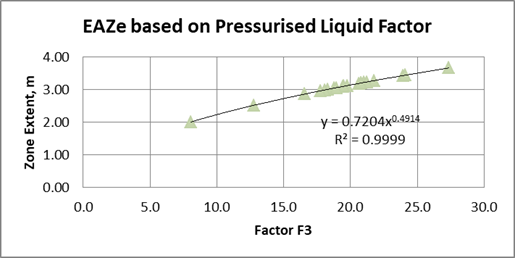 EAZe based on Pressurised Liquid Factor
Zone Extent, m
4.00
3.00
2.00
1.00
0.00
y = 0.7204x^0.4914
R² = 0.9999
0.0 5.0 10.0 15.0 20.0 25.0 30.0
Factor F3